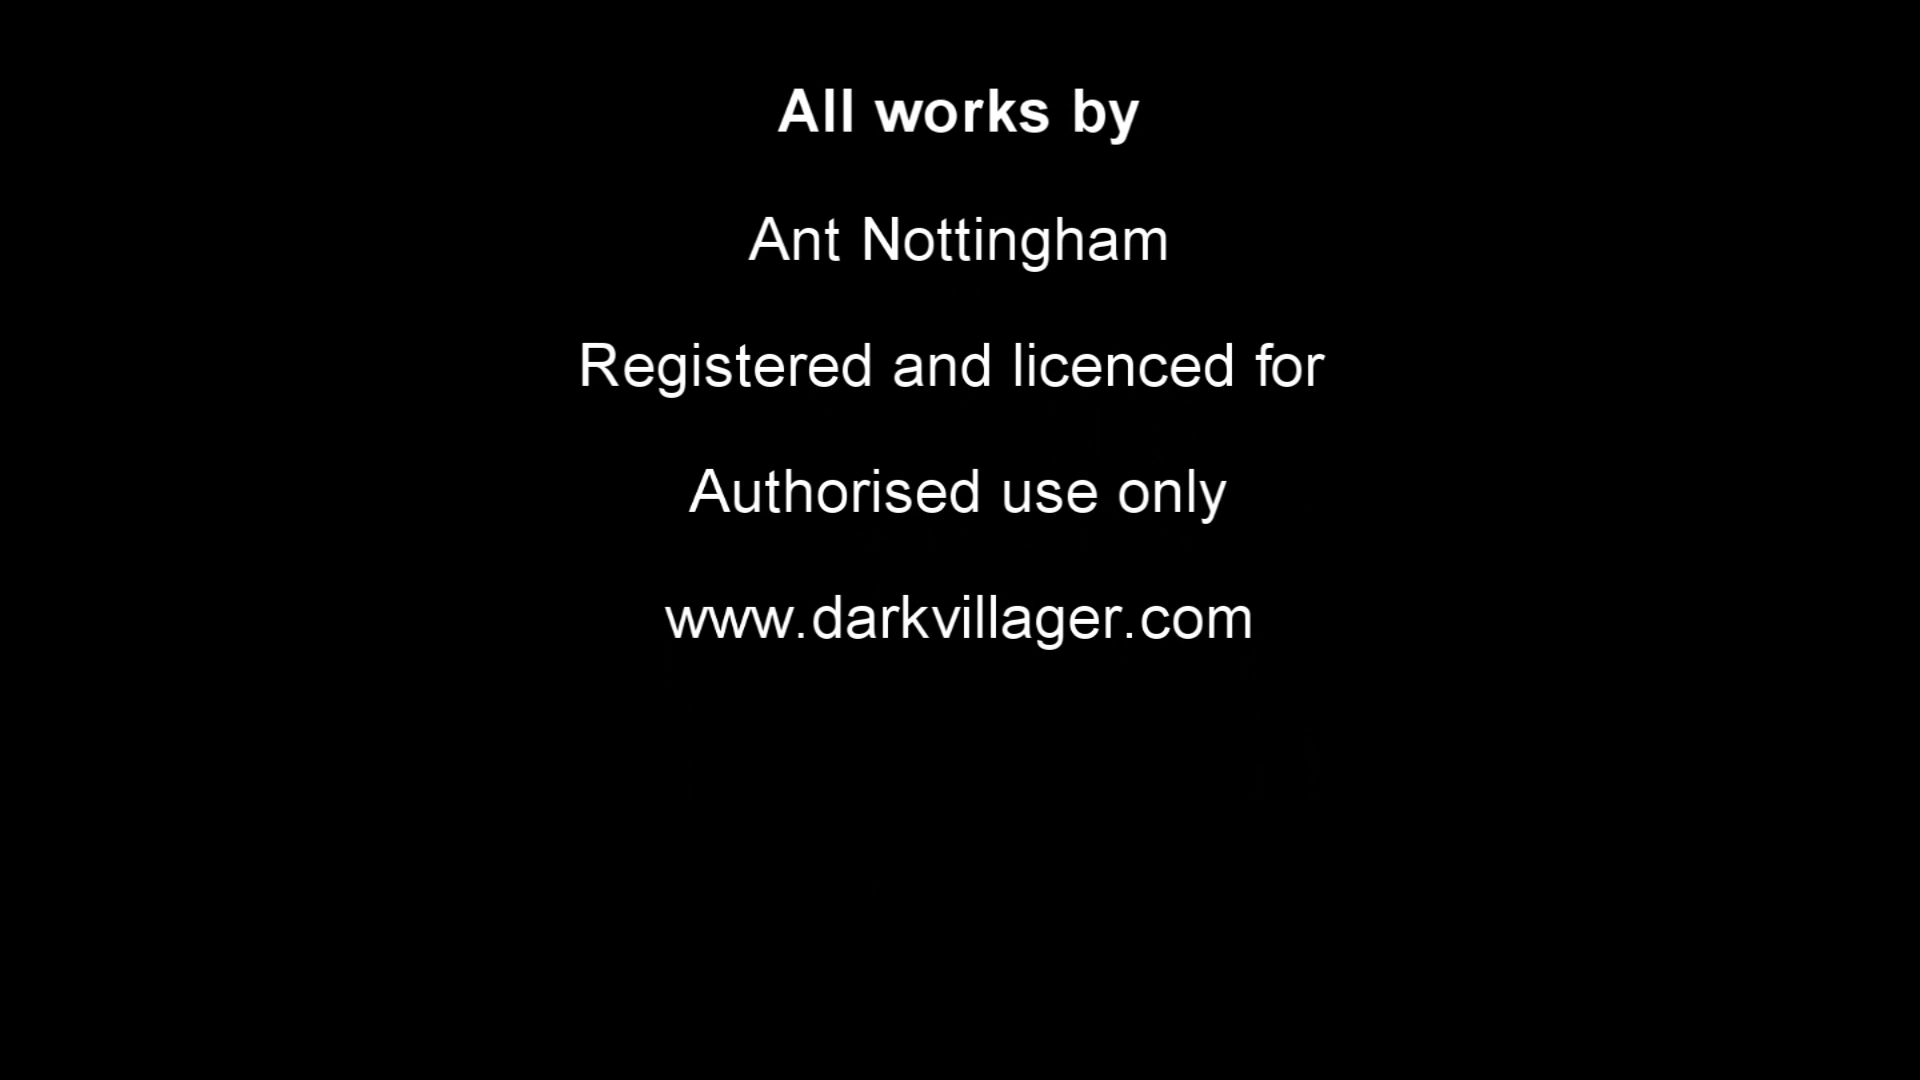 All works by
Ant Nottingham
Registered and licenced for
Authorised use only
www.darkvillager.com